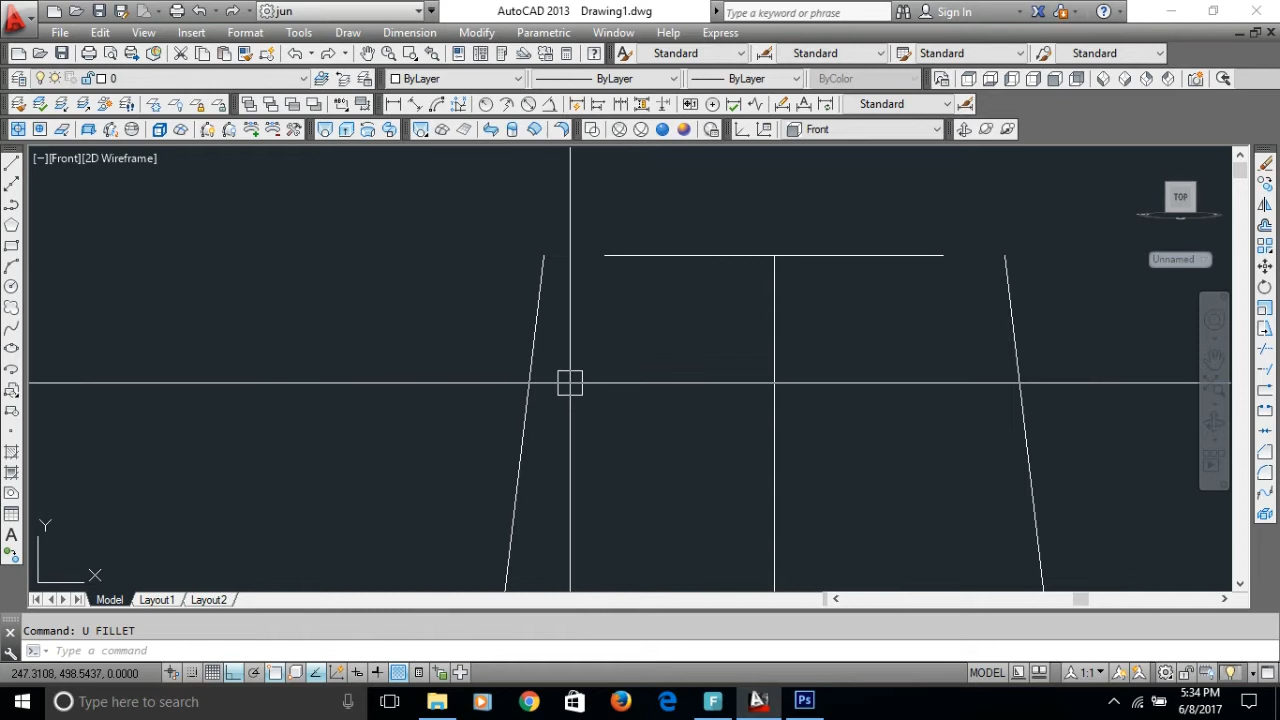 jun
AutoCAD 2013 Drawing1.dwg
Type a keyword or phrase
Sign In
File Edit View Insert Format Tools Draw Dimension Modify Parametric Window Help Express
Standard Standard Standard Standard
0 ByLayer ByLayer ByLayer ByColor
Standard
Front
[−][Front][2D Wireframe]
TOP
Unnamed
Y
X
A
Model Layout1 Layout2
Command: U FILLET
Type a command
247.3108, 498.5437, 0.0000
MODEL
1:1
Type here to search
F
Ps
5:34 PM
6/8/2017